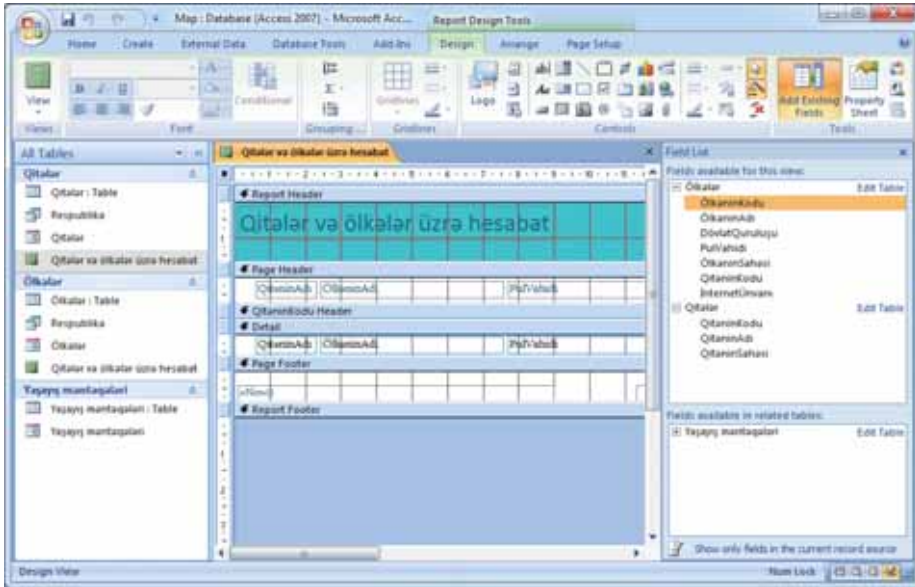 Map : Database (Access 2007) - Microsoft Acc...
Report Design Tools
Home Create External Data Database Tools Add-Ins Design Arrange Page Setup
View
Conditional
Gridlines
Logo
Add Existing Fields
Property Sheet
Views
Font
Grouping ...
Gridlines
Controls
Tools
All Tables
Qitələr
Qitələr : Table
Respublika
Qitələr
Qitələr və ölkələr üzrə hesabat
Ölkələr
Ölkələr : Table
Respublika
Ölkələr
Qitələr və ölkələr üzrə hesabat
Yaşayış məntəqələri
Yaşayış məntəqələri : Table
Yaşayış məntəqələri
Qitələr və ölkələr üzrə hesabat
Report Header
Qitələr və ölkələr üzrə hesabat
Page Header
QitəninAdı ÖlkəninAdı PulVahidi
QitəninKodu Header
Detail
QitəninAdı ÖlkəninAdı PulVahidi
Page Footer
=Now()
Report Footer
Field List
Fields available for this view:
Ölkələr Edit Table
ÖlkəninKodu
ÖlkəninAdı
DövlətQuruluşu
PulVahidi
ÖlkəninSahəsi
QitəninKodu
İnternetÜnvanı
Qitələr Edit Table
QitəninKodu
QitəninAdı
QitəninSahəsi
Fields available in related tables:
Yaşayış məntəqələri Edit Table
Show only fields in the current record source
Design View
Num Lock